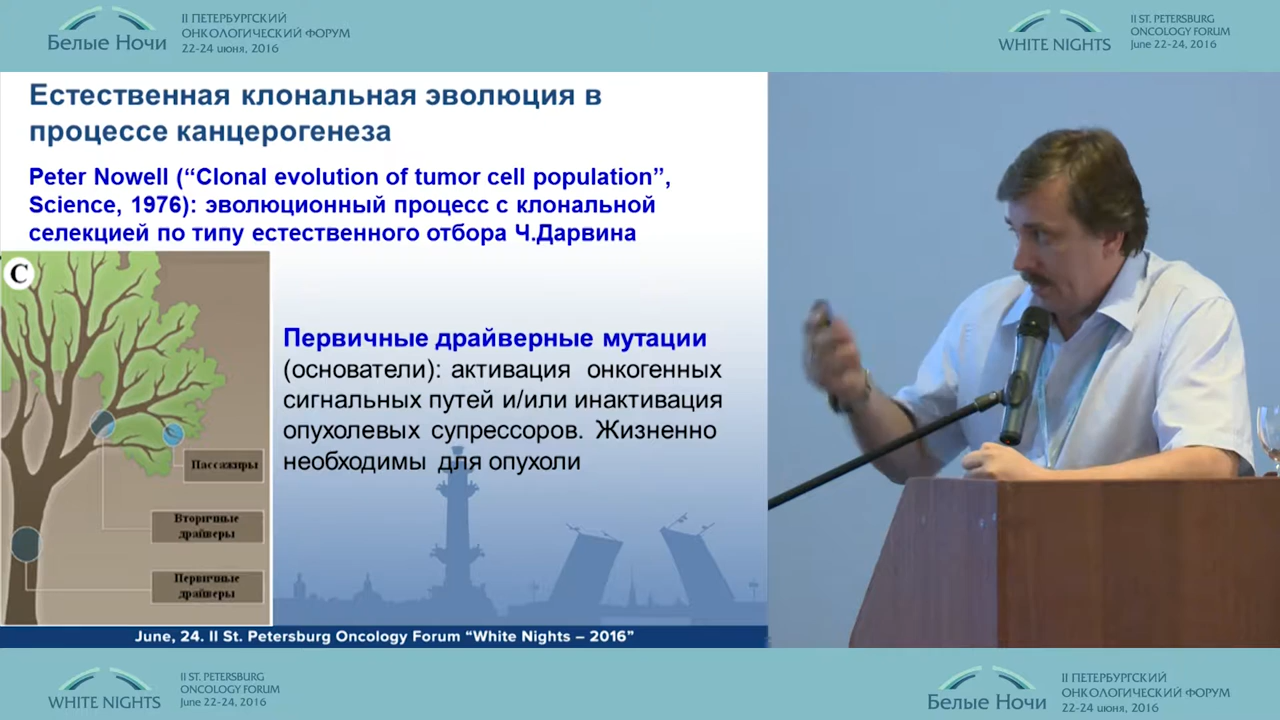 II ПЕТЕРБУРГСКИЙ
ОНКОЛОГИЧЕСКИЙ ФОРУМ
22-24 июня, 2016
Белые Ночи
II ST. PETERSBURG
ONCOLOGY FORUM
June 22-24, 2016
WHITE NIGHTS
Естественная клональная эволюция в
процессе канцерогенеза
Peter Nowell (“Clonal evolution of tumor cell population”,
Science, 1976): эволюционный процесс с клональной
селекцией по типу естественного отбора Ч.Дарвина
C
Первичные драйверные мутации
(основатели): активация онкогенных
сигнальных путей и/или инактивация
опухолевых супрессоров. Жизненно
необходимы для опухоли
Пассажиры
Вторичные
драйверы
Первичные
драйверы
June, 24. II St. Petersburg Oncology Forum “White Nights – 2016”
II ST. PETERSBURG
ONCOLOGY FORUM
June 22-24, 2016
WHITE NIGHTS
II ПЕТЕРБУРГСКИЙ
ОНКОЛОГИЧЕСКИЙ ФОРУМ
22-24 июня, 2016
Белые Ночи